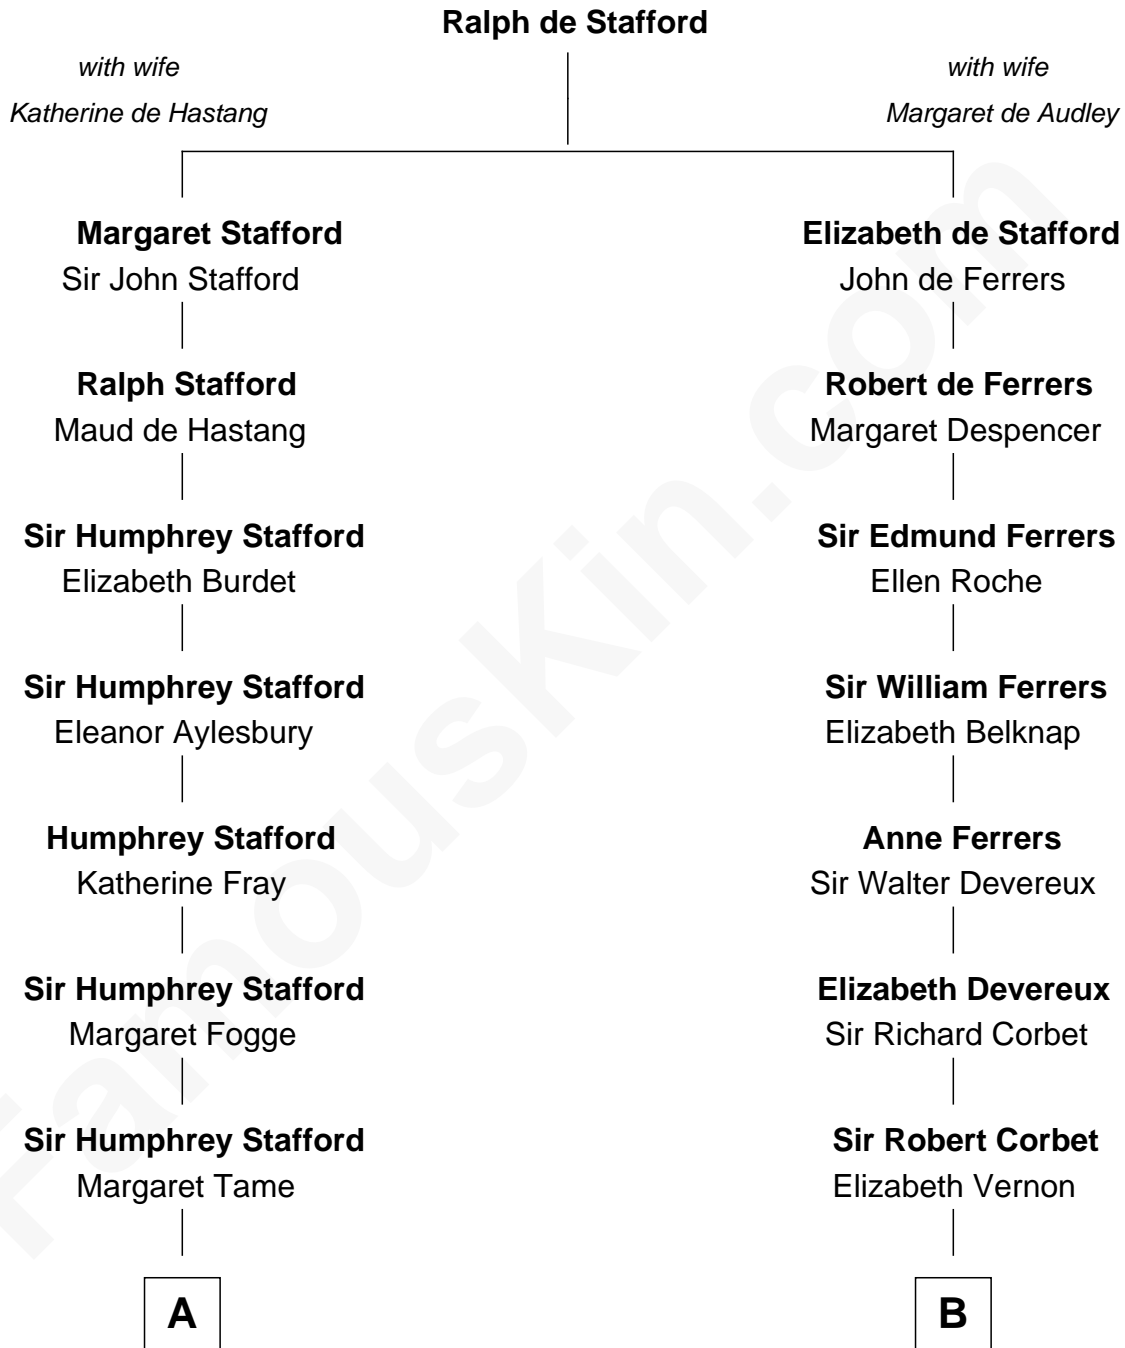 Ralph de Stafford
with wife
Katherine de Hastang
with wife
Margaret de Audley
Margaret Stafford
Sir John Stafford
Elizabeth de Stafford
John de Ferrers
Ralph Stafford
Maud de Hastang
Robert de Ferrers
Margaret Despencer
Sir Humphrey Stafford
Elizabeth Burdet
Sir Edmund Ferrers
Ellen Roche
Sir Humphrey Stafford
Eleanor Aylesbury
Sir William Ferrers
Elizabeth Belknap
Humphrey Stafford
Katherine Fray
Anne Ferrers
Sir Walter Devereux
Sir Humphrey Stafford
Margaret Fogge
Elizabeth Devereux
Sir Richard Corbet
Sir Humphrey Stafford
Margaret Tame
Sir Robert Corbet
Elizabeth Vernon
A
B
FamousKin.com